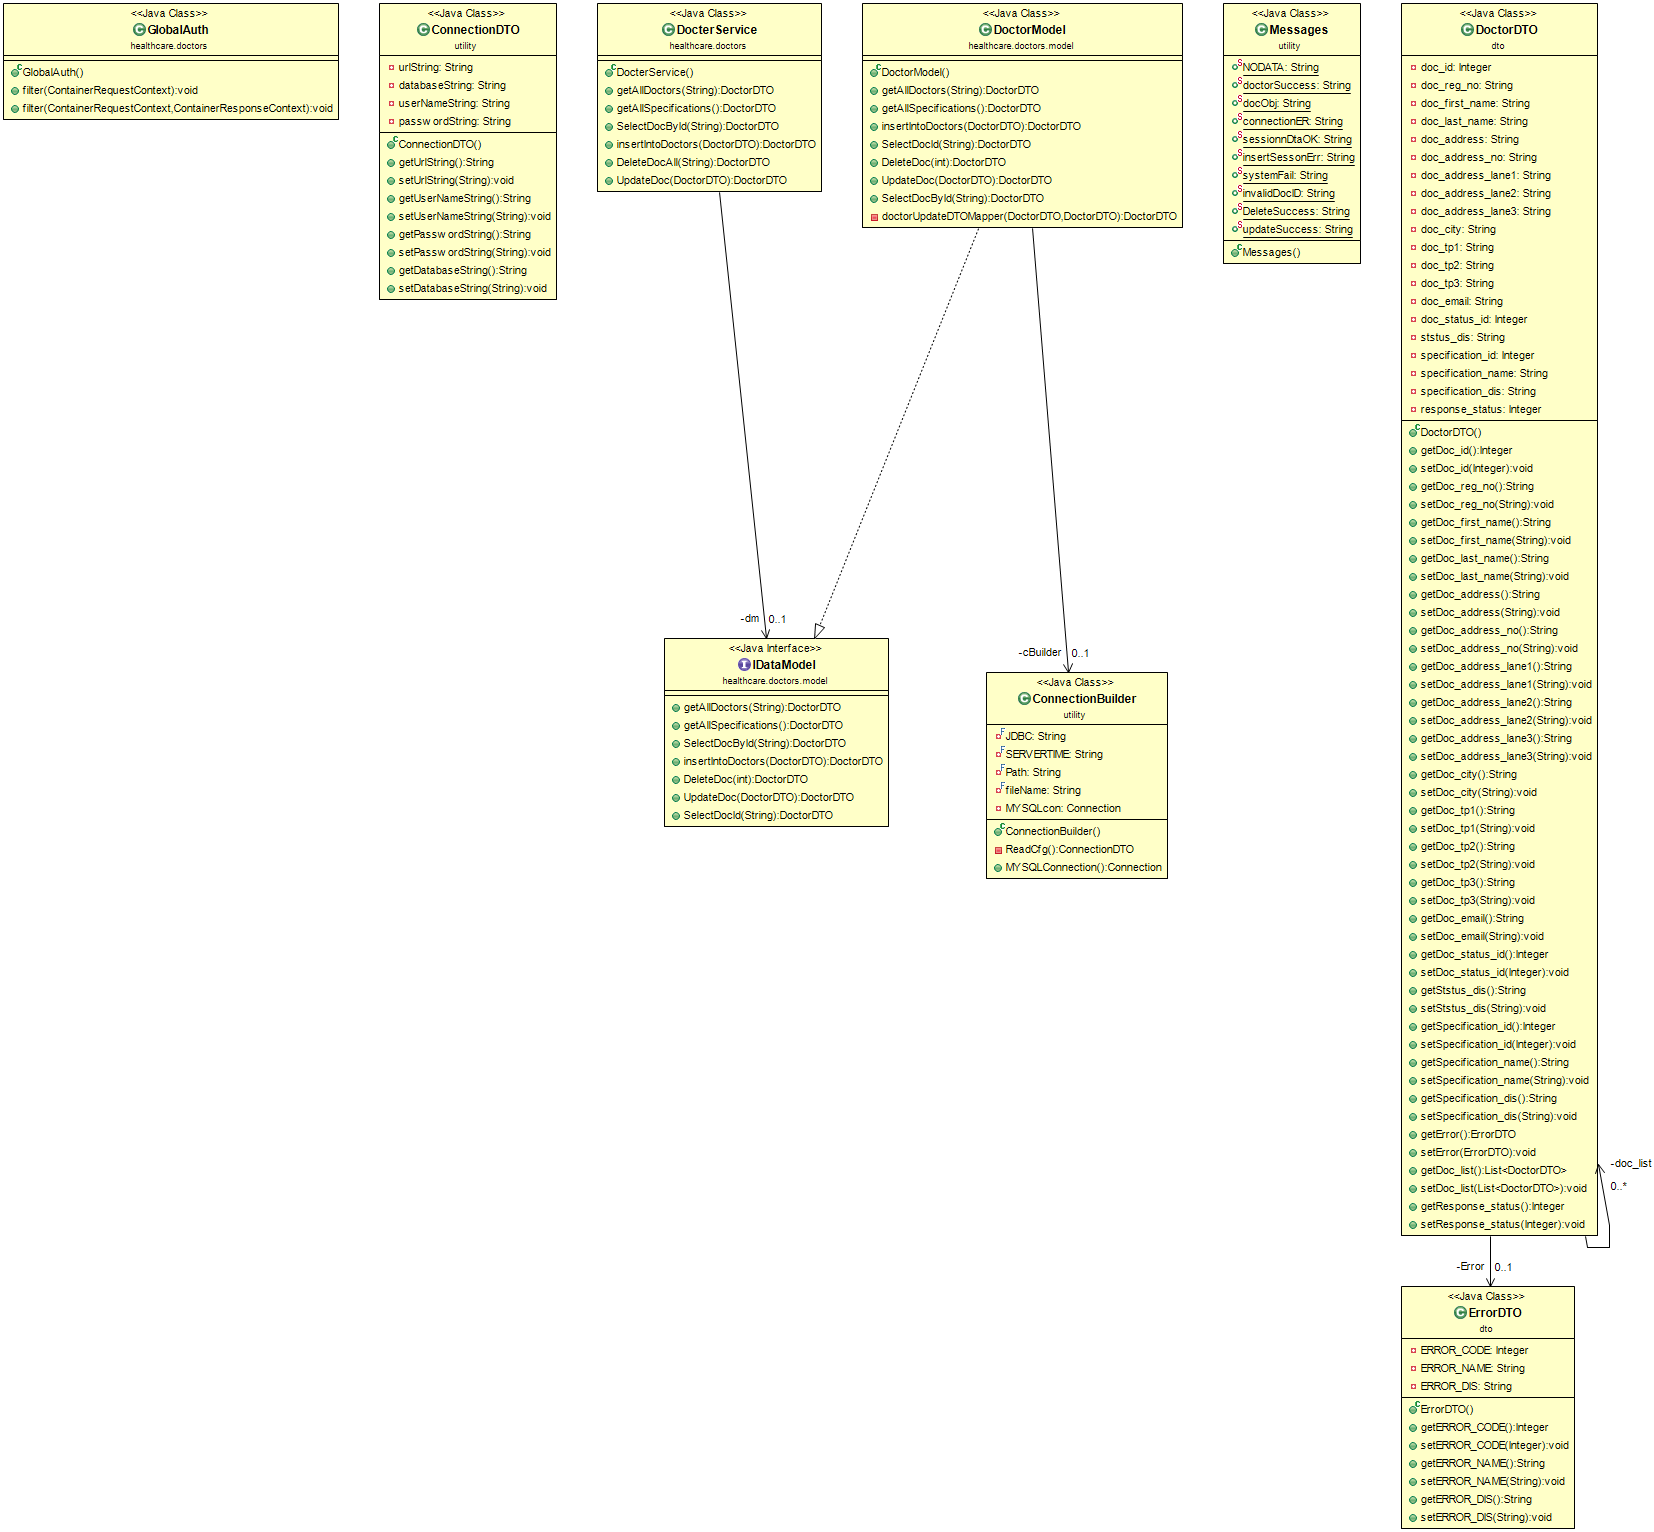 <<Java Class>>
GlobalAuth
healthcare.doctors
GlobalAuth()
filter(ContainerRequestContext):void
filter(ContainerRequestContext,ContainerResponseContext):void
<<Java Class>>
ConnectionDTO
utility
urlString: String
databaseString: String
userNameString: String
passwordString: String
ConnectionDTO()
getUrlString():String
setUrlString(String):void
getUserNameString():String
setUserNameString(String):void
getPasswordString():String
setPasswordString(String):void
getDatabaseString():String
setDatabaseString(String):void
<<Java Class>>
DocterService
healthcare.doctors
DocterService()
getAllDoctors(String):DoctorDTO
getAllSpecifications():DoctorDTO
SelectDocById(String):DoctorDTO
insertIntoDoctors(DoctorDTO):DoctorDTO
DeleteDocAll(String):DoctorDTO
UpdateDoc(DoctorDTO):DoctorDTO
<<Java Class>>
DoctorModel
healthcare.doctors.model
DoctorModel()
getAllDoctors(String):DoctorDTO
getAllSpecifications():DoctorDTO
insertIntoDoctors(DoctorDTO):DoctorDTO
SelectDocId(String):DoctorDTO
DeleteDoc(int):DoctorDTO
UpdateDoc(DoctorDTO):DoctorDTO
SelectDocById(String):DoctorDTO
doctorUpdateDTOMapper(DoctorDTO,DoctorDTO):DoctorDTO
<<Java Class>>
Messages
utility
NODATA: String
doctorSuccess: String
docObj: String
connectionER: String
sessionnDtaOK: String
insertSessonErr: String
systemFail: String
invalidDocID: String
DeleteSuccess: String
updateSuccess: String
Messages()
<<Java Class>>
DoctorDTO
dto
doc_id: Integer
doc_reg_no: String
doc_first_name: String
doc_last_name: String
doc_address: String
doc_address_no: String
doc_address_lane1: String
doc_address_lane2: String
doc_address_lane3: String
doc_city: String
doc_tp1: String
doc_tp2: String
doc_tp3: String
doc_email: String
doc_status_id: Integer
ststus_dis: String
specification_id: Integer
specification_name: String
specification_dis: String
response_status: Integer
DoctorDTO()
getDoc_id():Integer
setDoc_id(Integer):void
getDoc_reg_no():String
setDoc_reg_no(String):void
getDoc_first_name():String
setDoc_first_name(String):void
getDoc_last_name():String
setDoc_last_name(String):void
getDoc_address():String
setDoc_address(String):void
getDoc_address_no():String
setDoc_address_no(String):void
getDoc_address_lane1():String
setDoc_address_lane1(String):void
getDoc_address_lane2():String
setDoc_address_lane2(String):void
getDoc_address_lane3():String
setDoc_address_lane3(String):void
getDoc_city():String
setDoc_city(String):void
getDoc_tp1():String
setDoc_tp1(String):void
getDoc_tp2():String
setDoc_tp2(String):void
getDoc_tp3():String
setDoc_tp3(String):void
getDoc_email():String
setDoc_email(String):void
getDoc_status_id():Integer
setDoc_status_id(Integer):void
getStstus_dis():String
setStstus_dis(String):void
getSpecification_id():Integer
setSpecification_id(Integer):void
getSpecification_name():String
setSpecification_name(String):void
getSpecification_dis():String
setSpecification_dis(String):void
getError():ErrorDTO
setError(ErrorDTO):void
getDoc_list():List<DoctorDTO>
setDoc_list(List<DoctorDTO>):void
getResponse_status():Integer
setResponse_status(Integer):void
-doc_list
0..*
-dm 0..1
<<Java Interface>>
IDataModel
healthcare.doctors.model
getAllDoctors(String):DoctorDTO
getAllSpecifications():DoctorDTO
SelectDocById(String):DoctorDTO
insertIntoDoctors(DoctorDTO):DoctorDTO
DeleteDoc(int):DoctorDTO
UpdateDoc(DoctorDTO):DoctorDTO
SelectDocId(String):DoctorDTO
-cBuilder 0..1
<<Java Class>>
ConnectionBuilder
utility
JDBC: String
SERVERTIME: String
Path: String
fileName: String
MYSQLcon: Connection
ConnectionBuilder()
ReadCfg():ConnectionDTO
MYSQLConnection():Connection
-Error 0..1
<<Java Class>>
ErrorDTO
dto
ERROR_CODE: Integer
ERROR_NAME: String
ERROR_DIS: String
ErrorDTO()
getERROR_CODE():Integer
setERROR_CODE(Integer):void
getERROR_NAME():String
setERROR_NAME(String):void
getERROR_DIS():String
setERROR_DIS(String):void